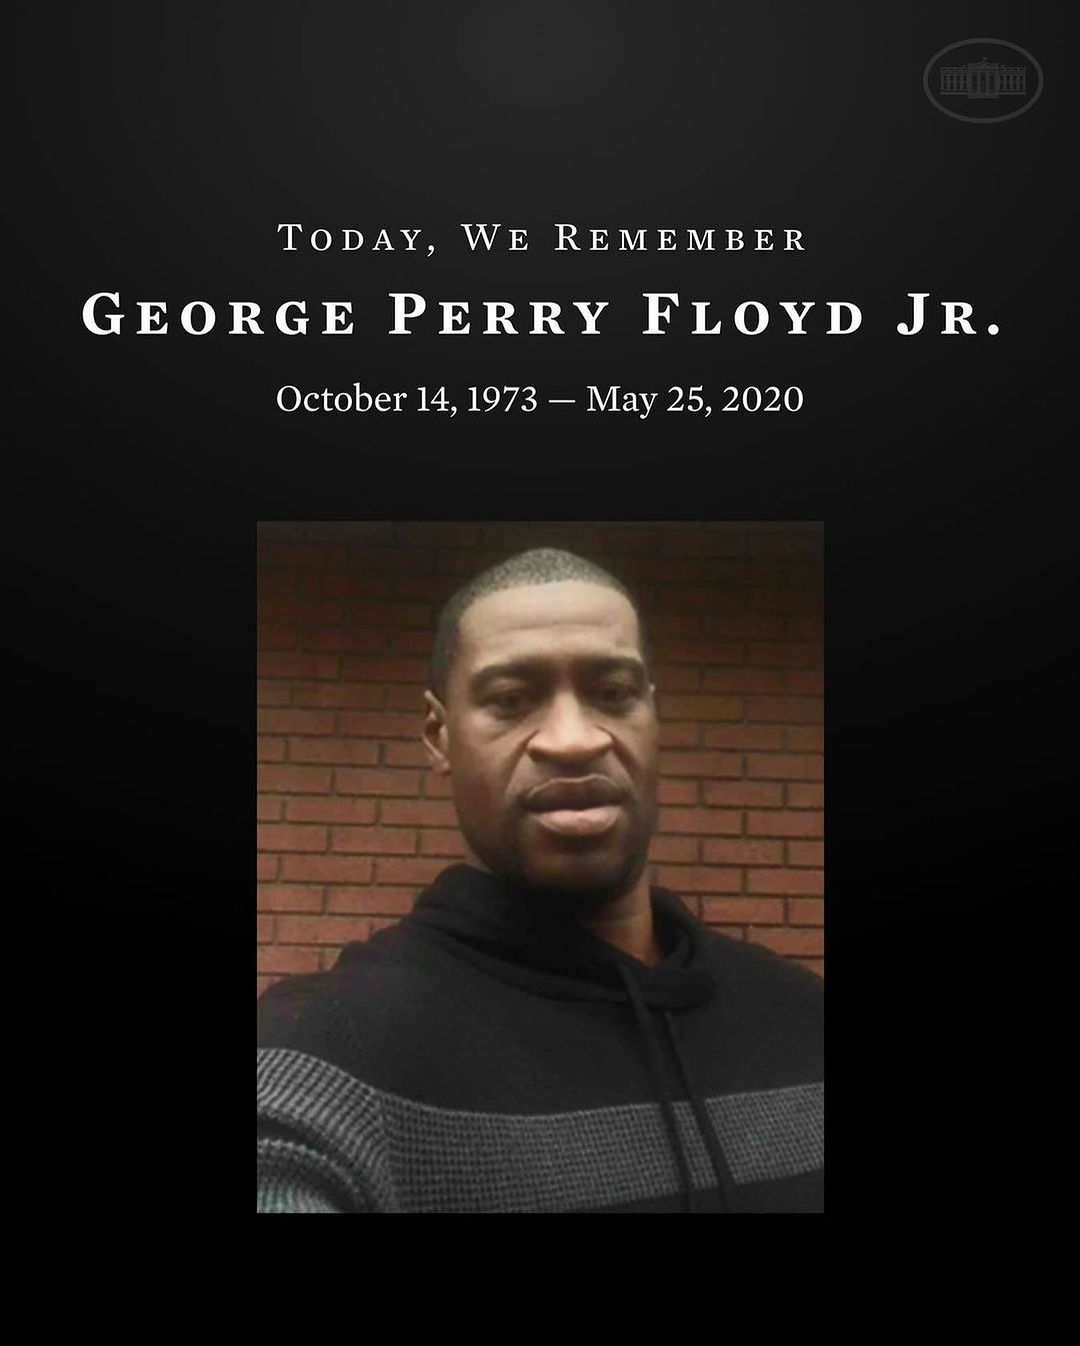 Today, We Remember
George Perry Floyd Jr.
October 14, 1973 — May 25, 2020